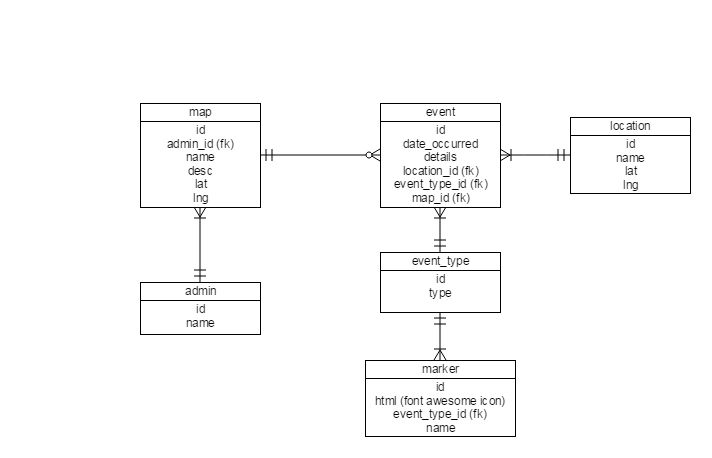 map
id
admin_id (fk)
name
desc
lat
lng
event
id
date_occurred
details
location_id (fk)
event_type_id (fk)
map_id (fk)
location
id
name
lat
lng
admin
id
name
event_type
id
type
marker
id
html (font awesome icon)
event_type_id (fk)
name